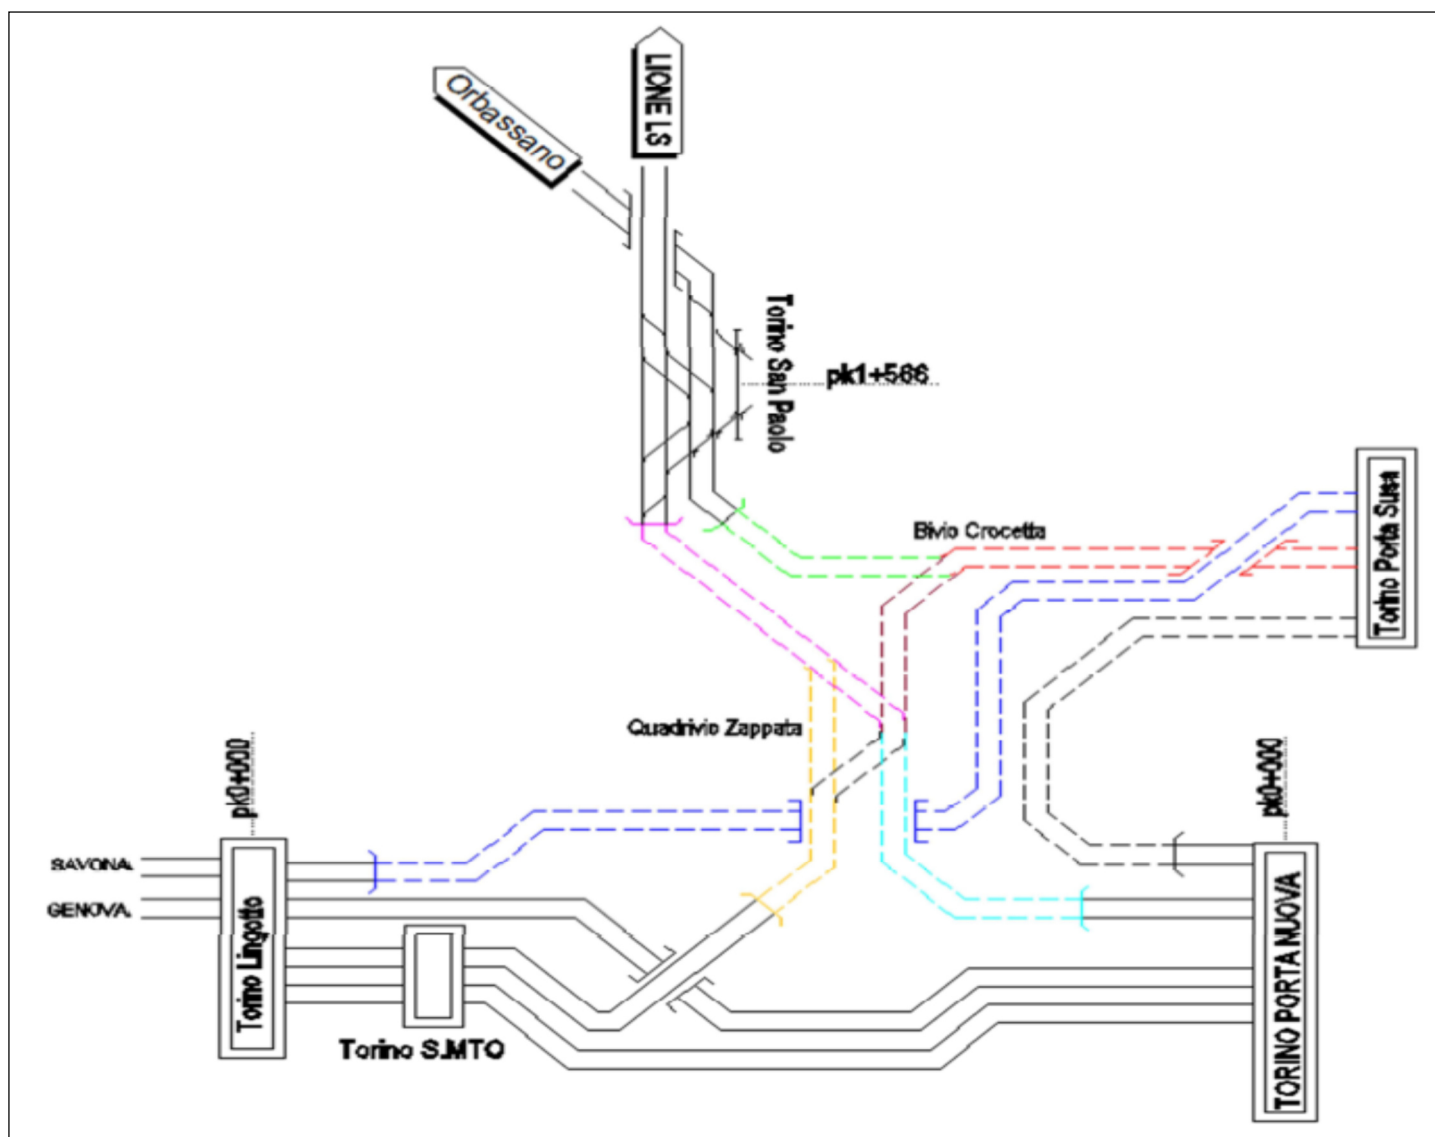 LIONE LS
Orbassano
Torino San Paolo
pk1+566
Bivio Crocetta
Torino Porta Susa
Quadrivio Zappata
pk0+000
pk0+000
SAVONA.
GENOVA.
Torino Lingotto
Torino S.MTO
TORINO PORTA NUOVA